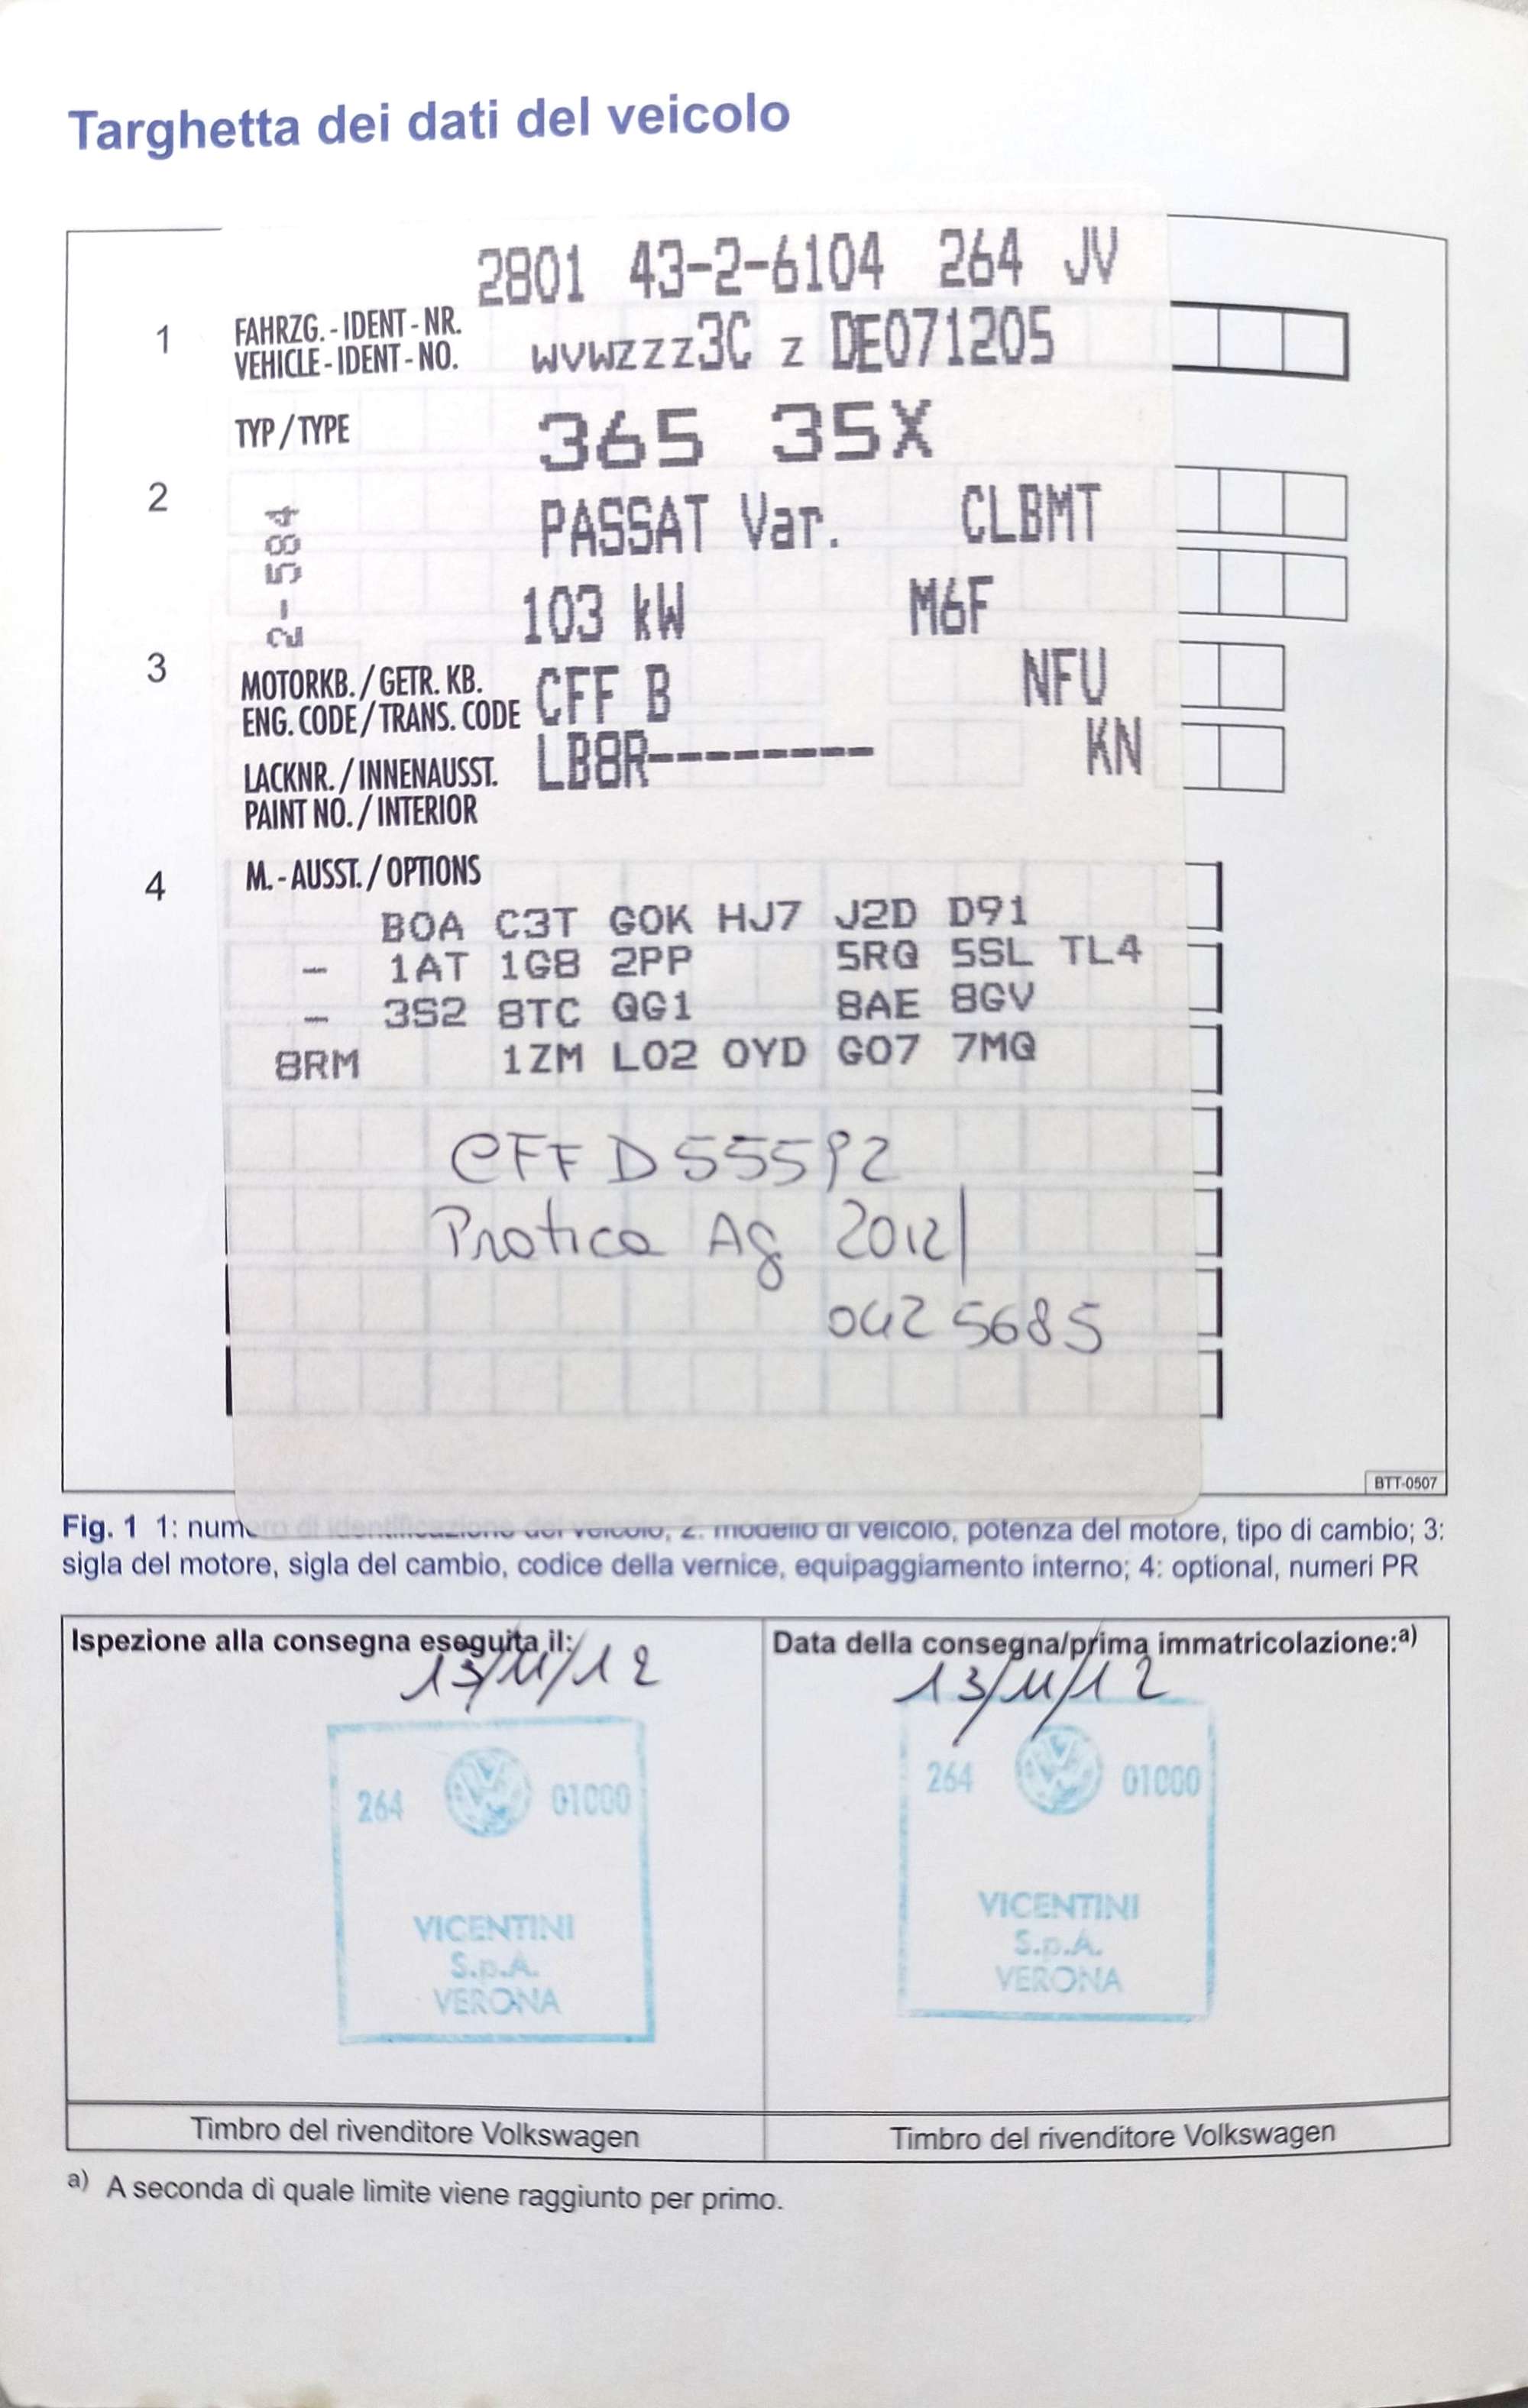 Targhetta dei dati del veicolo
2801 43-2-6104 264 JV
1 FAHRZG.-IDENT-NR.
VEHICLE-IDENT-NO. WVWZZZ3C Z DE071205
TYP/TYPE 365 35X
2 2-584 PASSAT Var. CLBMT
103 kW M6F
3 MOTORKB./GETR. KB.
ENG. CODE/TRANS. CODE CFF B NFU
LACKNR./INNENAUSST. LB8R-------- KN
PAINT NO./INTERIOR
4 M.-AUSST./OPTIONS
B0A C3T G0K HJ7 J2D D91
- 1AT 1G8 2PP 5RQ 5SL TL4
- 3S2 8TC QG1 8AE 8GV
8RM 1ZM L02 0YD G07 7MQ
CFF D55592
Pratica Ag 2012/
0425685
BTT-0507
Fig. 1 1: numero di identificazione del veicolo; 2: modello di veicolo, potenza del motore, tipo di cambio; 3:
sigla del motore, sigla del cambio, codice della vernice, equipaggiamento interno; 4: optional, numeri PR
Ispezione alla consegna eseguita il: 13/11/12
264 01000
VICENTINI
S.p.A.
VERONA
Timbro del rivenditore Volkswagen
Data della consegna/prima immatricolazione:a)
13/11/12
264 01000
VICENTINI
S.p.A.
VERONA
Timbro del rivenditore Volkswagen
a) A seconda di quale limite viene raggiunto per primo.